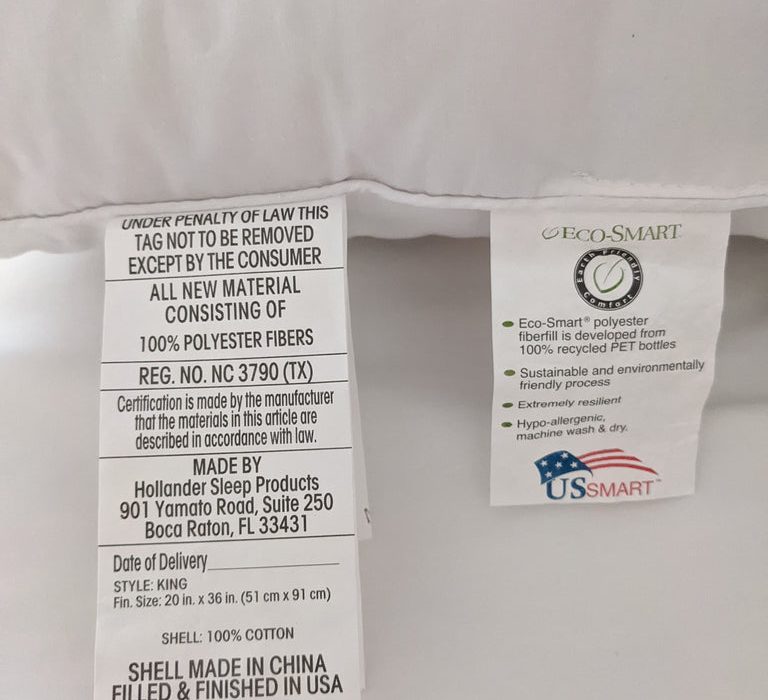 UNDER PENALTY OF LAW THIS
TAG NOT TO BE REMOVED
EXCEPT BY THE CONSUMER
ALL NEW MATERIAL
CONSISTING OF
100% POLYESTER FIBERS
REG. NO. NC 3790 (TX)
Certification is made by the manufacturer
that the materials in this article are
described in accordance with law.
MADE BY
Hollander Sleep Products
901 Yamato Road, Suite 250
Boca Raton, FL 33431
Date of Delivery
STYLE: KING
Fin. Size: 20 in. x 36 in. (51 cm x 91 cm)
SHELL: 100% COTTON
SHELL MADE IN CHINA
FILLED & FINISHED IN USA
ECO-SMART
Earth Friendly
Comfort
Eco-Smart® polyester
fiberfill is developed from
100% recycled PET bottles
Sustainable and environmentally
friendly process
Extremely resilient
Hypo-allergenic,
machine wash & dry.
US SMART™